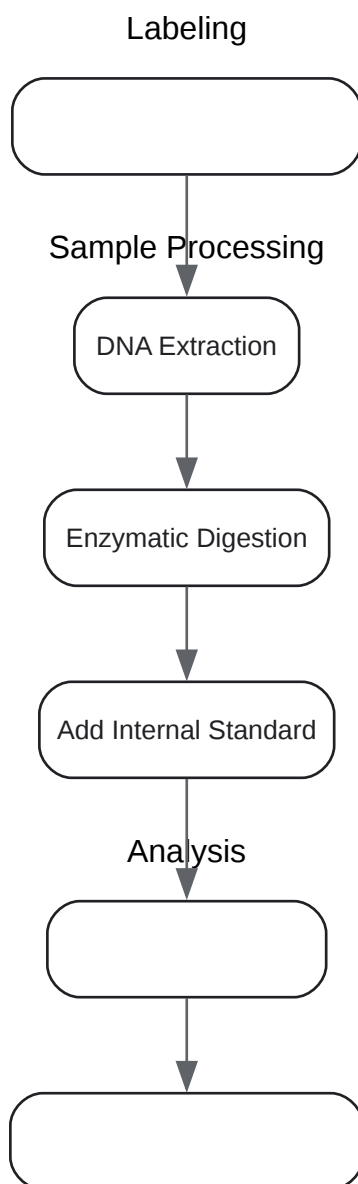 Labeling
Sample Processing
DNA Extraction
Enzymatic Digestion
Add Internal Standard
Analysis